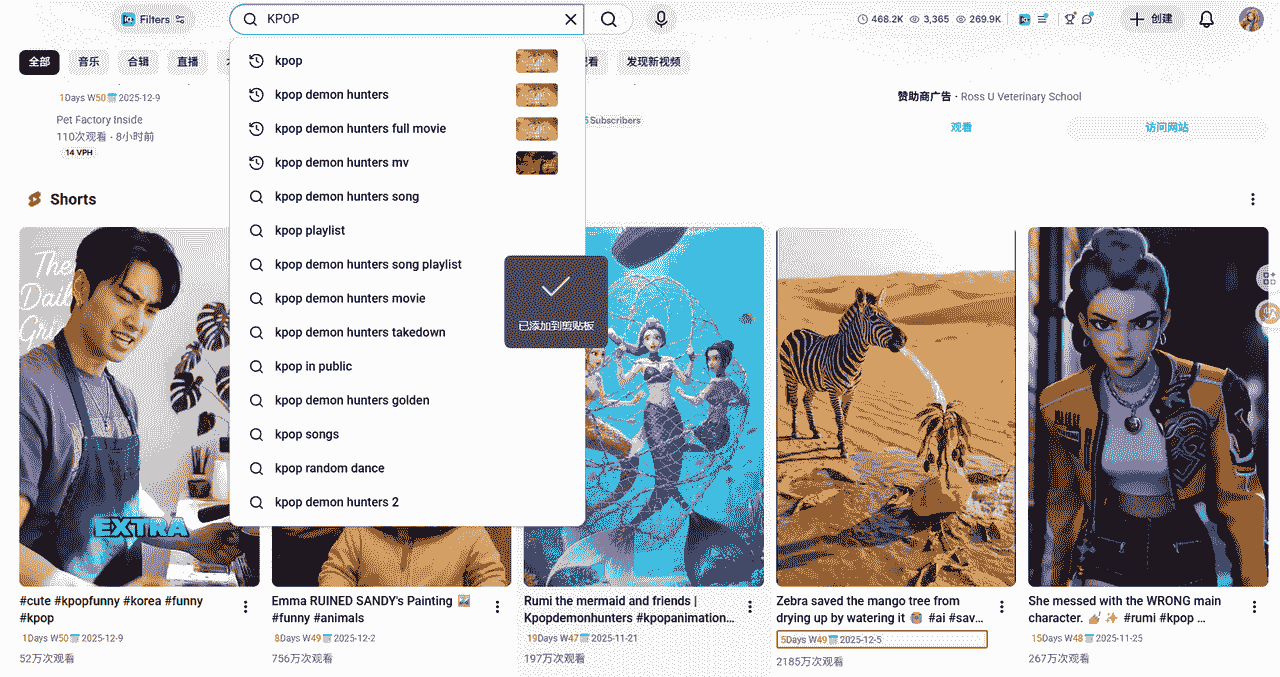 Filters
KPOP
468.2K
3,365
269.9K
创建
全部
音乐
合辑
直播
看
发现新视频
kpop
kpop demon hunters
kpop demon hunters full movie
kpop demon hunters mv
kpop demon hunters song
kpop playlist
kpop demon hunters song playlist
kpop demon hunters movie
kpop demon hunters takedown
kpop in public
kpop demon hunters golden
kpop songs
kpop random dance
kpop demon hunters 2
1Days W50 2025-12-9
Pet Factory Inside
110次观看 · 8小时前
14 VPH
Subscribers
赞助商广告 · Ross U Veterinary School
观看
访问网站
Shorts
已添加到剪贴板
The
Daily
EXTRA
#cute #kpopfunny #korea #funny
#kpop
1Days W50 2025-12-9
52万次观看
Emma RUINED SANDY's Painting
#funny #animals
8Days W49 2025-12-2
756万次观看
Rumi the mermaid and friends |
Kpopdemonhunters #kpopanimation...
19Days W47 2025-11-21
197万次观看
Zebra saved the mango tree from
drying up by watering it #ai #sav...
5Days W49 2025-12-5
2185万次观看
She messed with the WRONG main
character. #rumi #kpop ...
15Days W48 2025-11-25
267万次观看